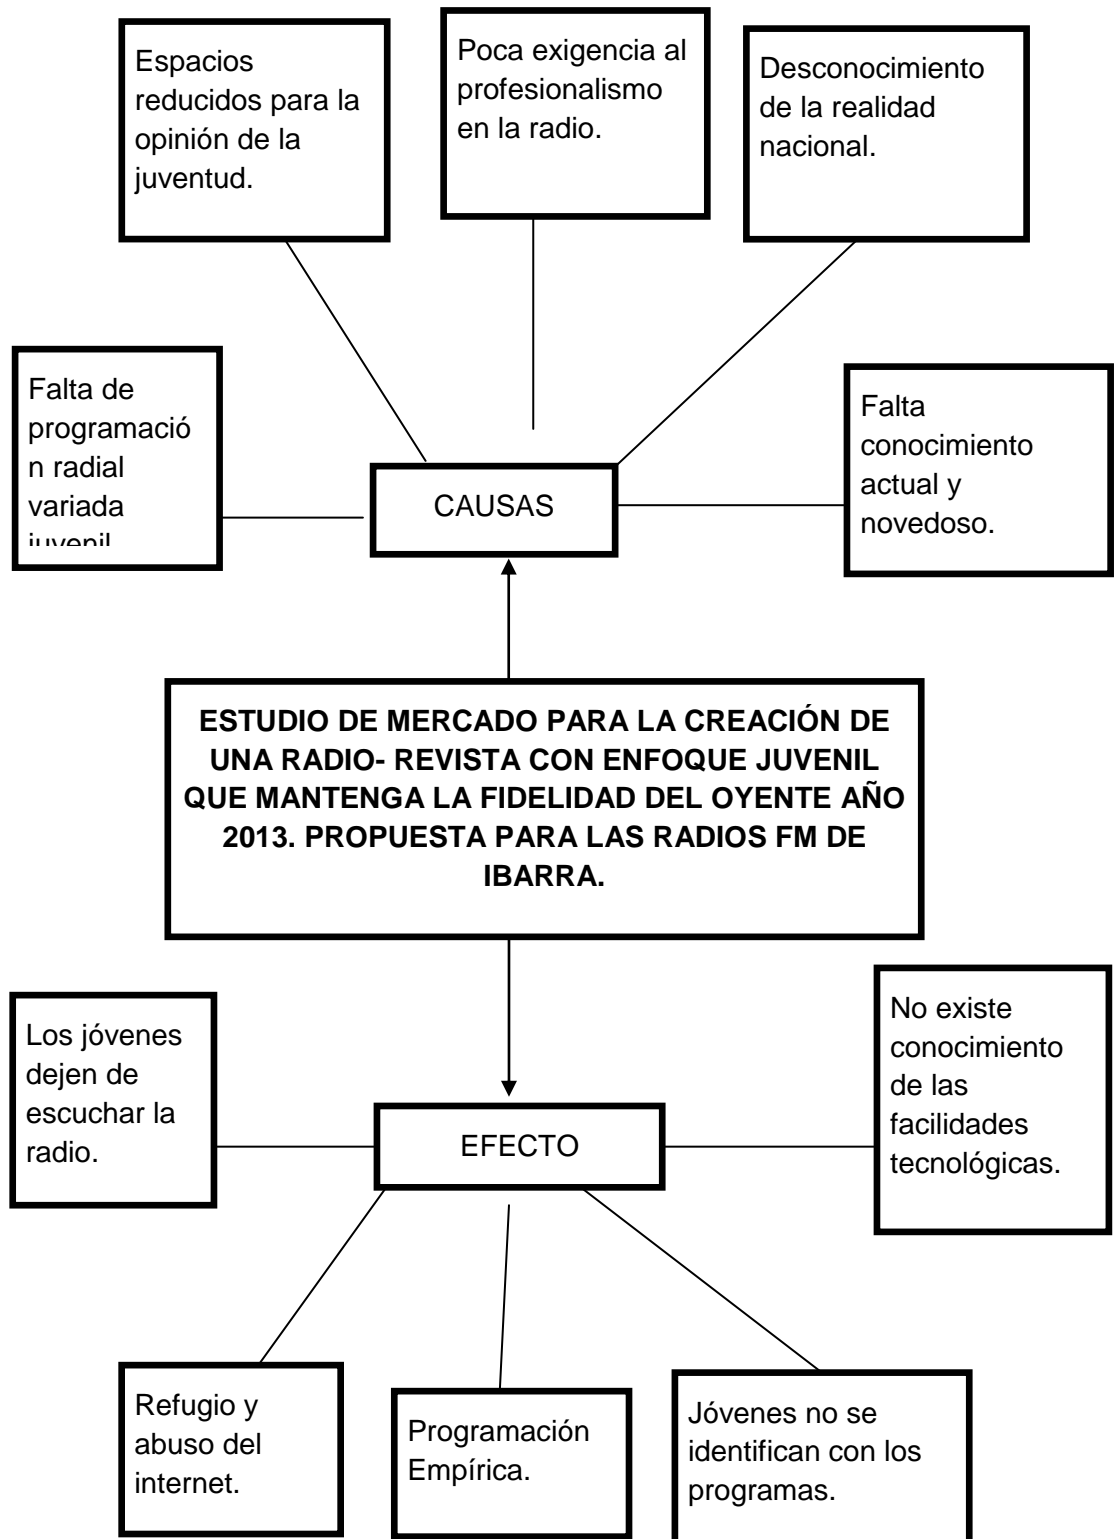 Espacios
reducidos para la
opinión de la
juventud.
Poca exigencia al
profesionalismo
en la radio.
Desconocimiento
de la realidad
nacional.
Falta de
programació
n radial
variada
juvenil
CAUSAS
Falta
conocimiento
actual y
novedoso.
ESTUDIO DE MERCADO PARA LA CREACIÓN DE
UNA RADIO- REVISTA CON ENFOQUE JUVENIL
QUE MANTENGA LA FIDELIDAD DEL OYENTE AÑO
2013. PROPUESTA PARA LAS RADIOS FM DE
IBARRA.
Los jóvenes
dejen de
escuchar la
radio.
EFECTO
No existe
conocimiento
de las
facilidades
tecnológicas.
Refugio y
abuso del
internet.
Programación
Empírica.
Jóvenes no se
identifican con los
programas.